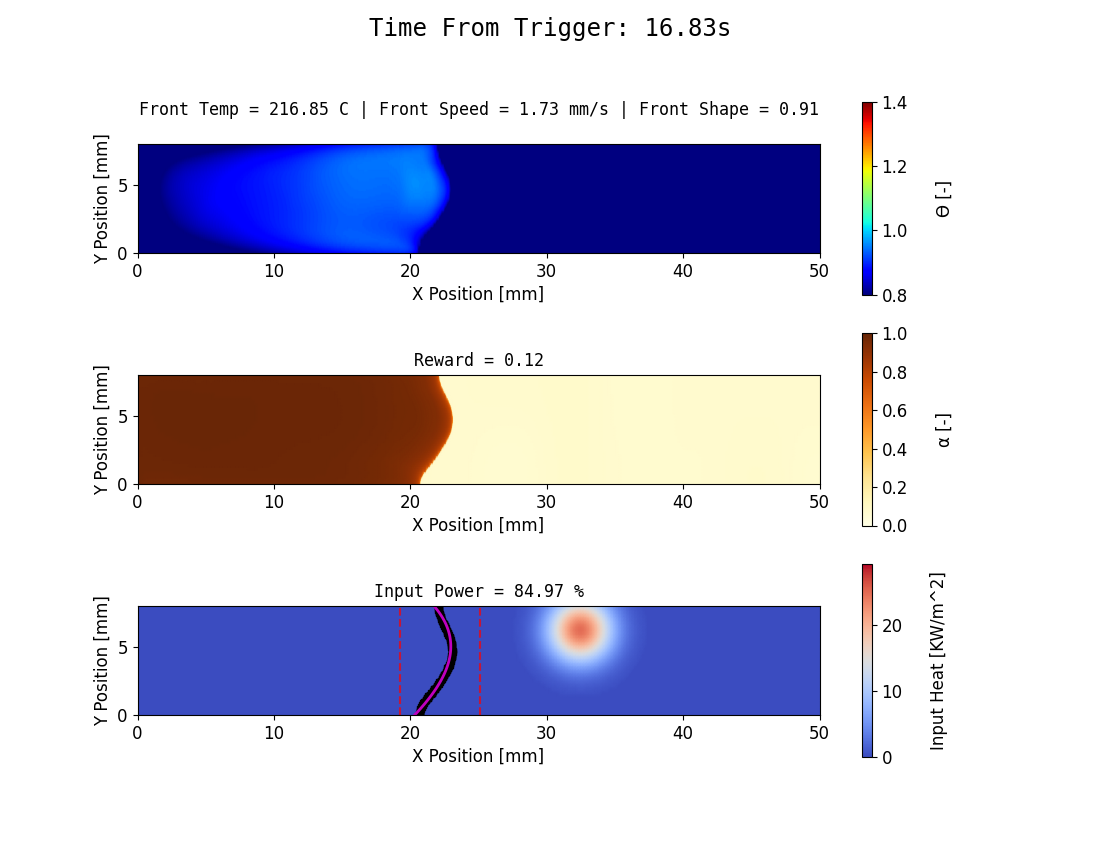 Time From Trigger: 16.83s
Front Temp = 216.85 C | Front Speed = 1.73 mm/s | Front Shape = 0.91
Y Position [mm]
5
0
0 10 20 30 40 50
X Position [mm]
1.4
1.2
1.0
0.8
Θ [-]
Reward = 0.12
Y Position [mm]
5
0
0 10 20 30 40 50
X Position [mm]
1.0
0.8
0.6
0.4
0.2
0.0
α [-]
Input Power = 84.97 %
Y Position [mm]
5
0
0 10 20 30 40 50
X Position [mm]
20
10
0
Input Heat [KW/m^2]